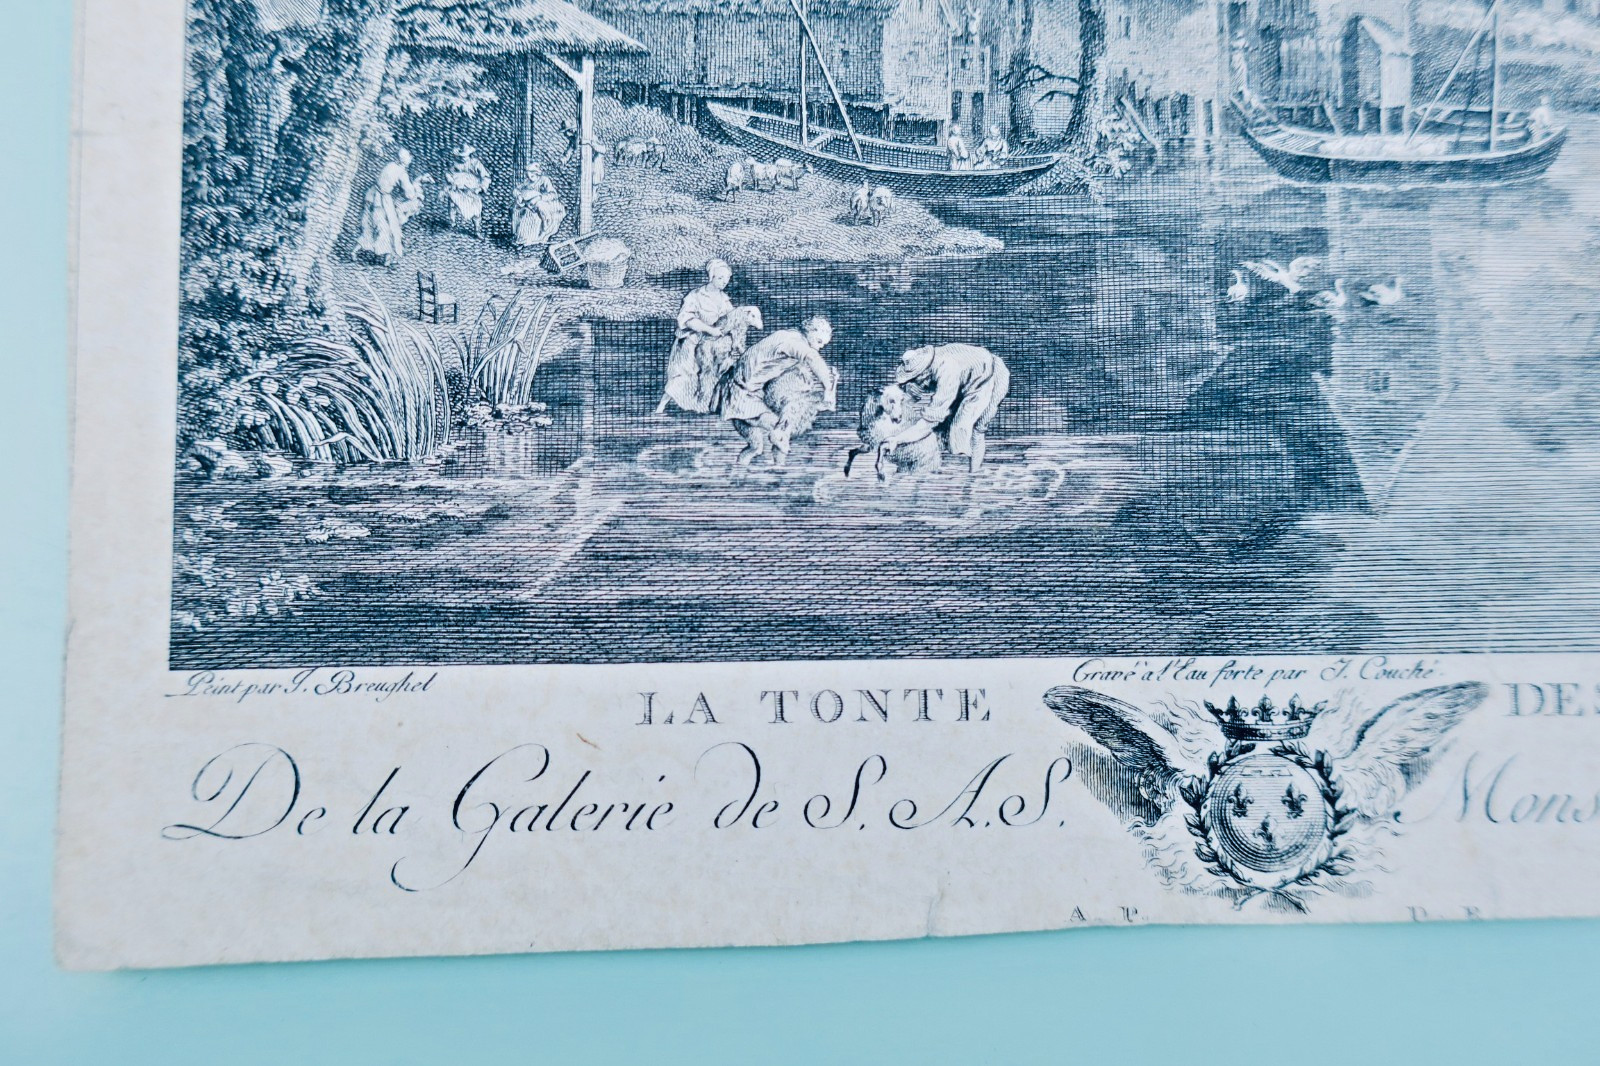 Peint par J. Breughel
Gravé à l'Eau forte par J. Couché.
LA TONTE DES
De la Galerie de S. A. S. Mons
A. P. D. R.